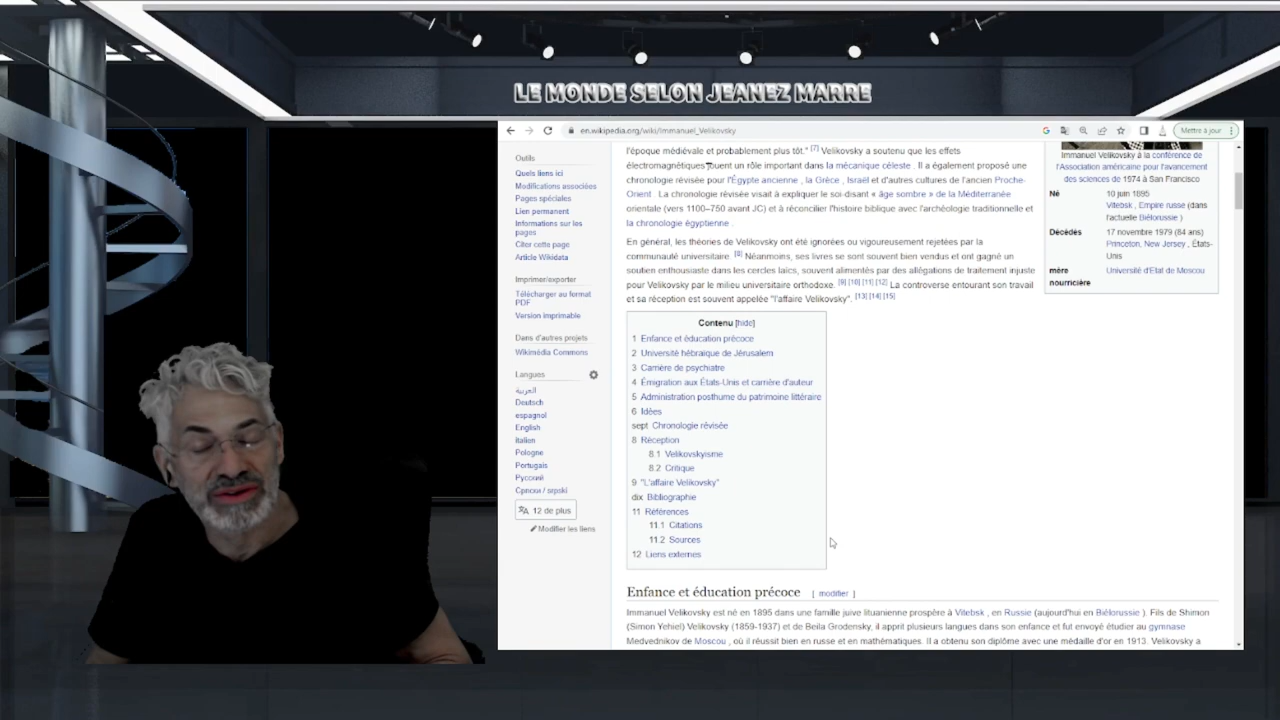 LE MONDE SELON JEANEZ MARRE
en.wikipedia.org/wiki/Immanuel_Velikovsky
Mettre à jour
Outils
Quels liens ici
Modifications associées
Pages spéciales
Lien permanent
Informations sur les
pages
Citer cette page
Article Wikidata
Imprimer/exporter
Télécharger au format
PDF
Version imprimable
Dans d'autres projets
Wikimédia Commons
Langues
العربية
Deutsch
español
English
Italien
Pologne
Portugais
Русский
Српски / srpski
12 de plus
Modifier les liens
l'époque médiévale et probablement plus tôt." [7] Velikovsky a soutenu que les effets
électromagnétiques jouent un rôle important dans la mécanique céleste . Il a également proposé une
chronologie révisée pour l'Égypte ancienne , la Grèce , Israël et d'autres cultures de l'ancien Proche-
Orient . La chronologie révisée visait à expliquer le soi-disant « âge sombre » de la Méditerranée
orientale (vers 1100–750 avant JC) et à réconcilier l'histoire biblique avec l'archéologie traditionnelle et
la chronologie égyptienne .
En général, les théories de Velikovsky ont été ignorées ou vigoureusement rejetées par la
communauté universitaire. [8] Néanmoins, ses livres se sont souvent bien vendus et ont gagné un
soutien enthousiaste dans les cercles laïcs, souvent alimentés par des allégations de traitement injuste
pour Velikovsky par le milieu universitaire orthodoxe. [9] [10] [11] [12] La controverse entourant son travail
et sa réception est souvent appelée "l'affaire Velikovsky". [13] [14] [15]
Immanuel Velikovsky à la conférence de
l'Association américaine pour l'avancement
des sciences de 1974 à San Francisco
Né 10 juin 1895
Vitebsk , Empire russe (dans
l'actuelle Biélorussie )
Décédés 17 novembre 1979 (84 ans)
Princeton, New Jersey , États-
Unis
mère Université d'État de Moscou
nourricière
Contenu [hide]
1 Enfance et éducation précoce
2 Université hébraïque de Jérusalem
3 Carrière de psychiatre
4 Émigration aux États-Unis et carrière d'auteur
5 Administration posthume du patrimoine littéraire
6 Idées
sept Chronologie révisée
8 Réception
8.1 Velikovskyisme
8.2 Critique
9 "L'affaire Velikovsky"
dix Bibliographie
11 Références
11.1 Citations
11.2 Sources
12 Liens externes
Enfance et éducation précoce [ modifier ]
Immanuel Velikovsky est né en 1895 dans une famille juive lituanienne prospère à Vitebsk , en Russie (aujourd'hui en Biélorussie ). Fils de Shimon
(Simon Yehiel) Velikovsky (1859-1937) et de Beila Grodensky, il apprit plusieurs langues dans son enfance et fut envoyé étudier au gymnase
Medvednikov de Moscou , où il réussit bien en russe et en mathématiques. Il a obtenu son diplôme avec une médaille d'or en 1913. Velikovsky a